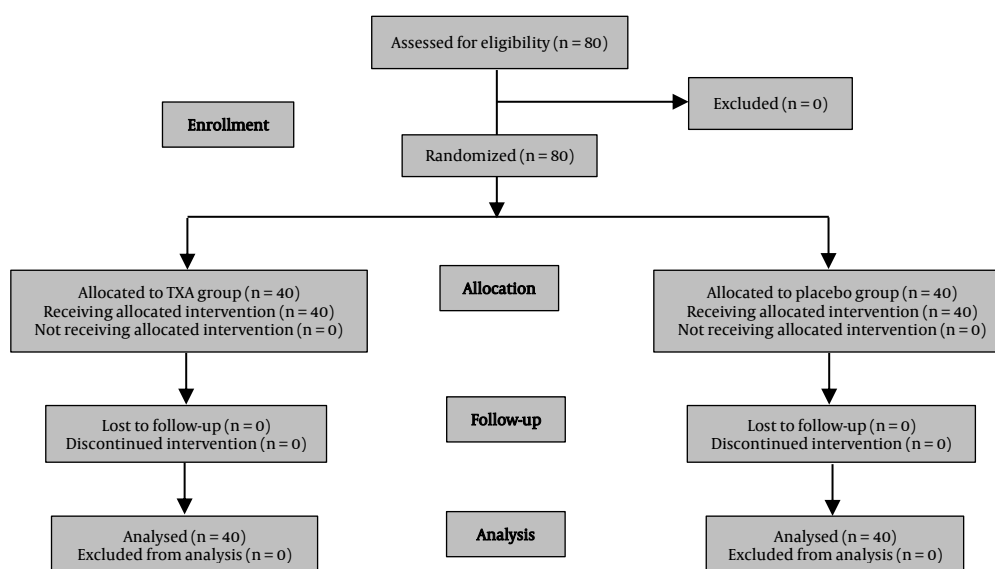 Assessed for eligibility (n = 80)
Excluded (n = 0)
Enrollment
Randomized (n = 80)
Allocated to TXA group (n = 40)
Receiving allocated intervention (n = 40)
Not receiving allocated intervention (n = 0)
Allocation
Allocated to placebo group (n = 40)
Receiving allocated intervention (n = 40)
Not receiving allocated intervention (n = 0)
Lost to follow-up (n = 0)
Discontinued intervention (n = 0)
Follow-up
Lost to follow-up (n = 0)
Discontinued intervention (n = 0)
Analysed (n = 40)
Excluded from analysis (n = 0)
Analysis
Analysed (n = 40)
Excluded from analysis (n = 0)